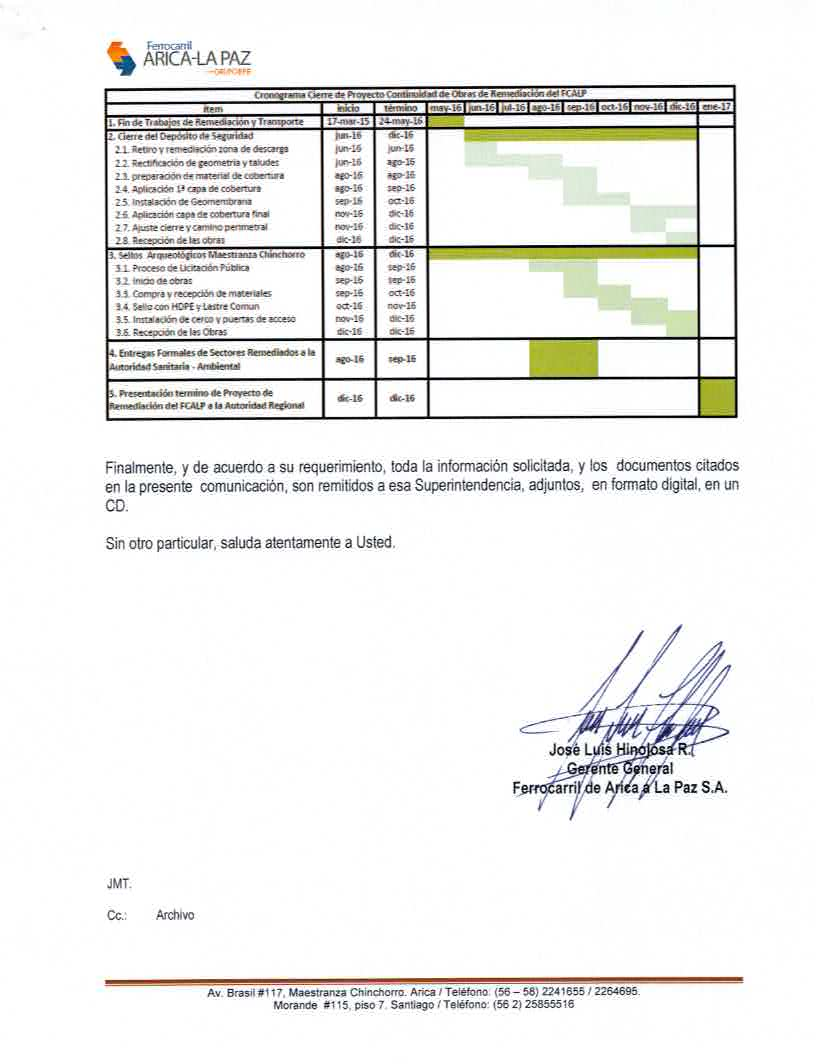 Ferrocarril
ARICA-LA PAZ
GRUPOEFE
Cronograma Cierre de Proyecto Continuidad de Obras de Remediación del FCALP
ítem inicio término may-16 jun-16 jul-16 ago-16 sep-16 oct-16 nov-16 dic-16 ene-17
1. Fin de Trabajos de Remediación y Transporte 17-mar-15 24-may-16
2. Cierre del Depósito de Seguridad jun-16 dic-16
2.1. Retiro y remediación zona de descarga jun-16 jun-16
2.2. Rectificación de geometría y taludes jun-16 ago-16
2.3. preparación de material de cobertura ago-16 ago-16
2.4. Aplicación 1ª capa de cobertura ago-16 sep-16
2.5. Instalación de Geomembrana sep-16 oct-16
2.6. Aplicación capa de cobertura final nov-16 dic-16
2.7. Ajuste cierre y camino perimetral nov-16 dic-16
2.8. Recepción de las obras dic-16 dic-16
3. Sellos Arqueológicos Maestranza Chinchorro ago-16 dic-16
3.1. Proceso de Licitación Pública ago-16 sep-16
3.2. Inicio de obras sep-16 sep-16
3.3. Compra y recepción de materiales sep-16 oct-16
3.4. Sello con HDPE y Lastre Comun oct-16 nov-16
3.5. Instalación de cerco y puertas de acceso nov-16 dic-16
3.6. Recepción de las Obras dic-16 dic-16
4. Entregas Formales de Sectores Remediados a la
Autoridad Sanitaria - Ambiental ago-16 sep-16
5. Presentación termino de Proyecto de
Remediación del FCALP a la Autoridad Regional dic-16 dic-16
Finalmente, y de acuerdo a su requerimiento, toda la información solicitada, y los documentos citados
en la presente comunicación, son remitidos a esa Superintendencia, adjuntos, en formato digital, en un
CD.
Sin otro particular, saluda atentamente a Usted.
José Luis Hinojosa R.
Gerente General
Ferrocarril de Arica a La Paz S.A.
JMT.
Cc.: Archivo
Av. Brasil #117, Maestranza Chinchorro. Arica / Teléfono: (56 – 58) 2241655 / 2264695.
Morande #115, piso 7. Santiago / Teléfono: (56 2) 25855516